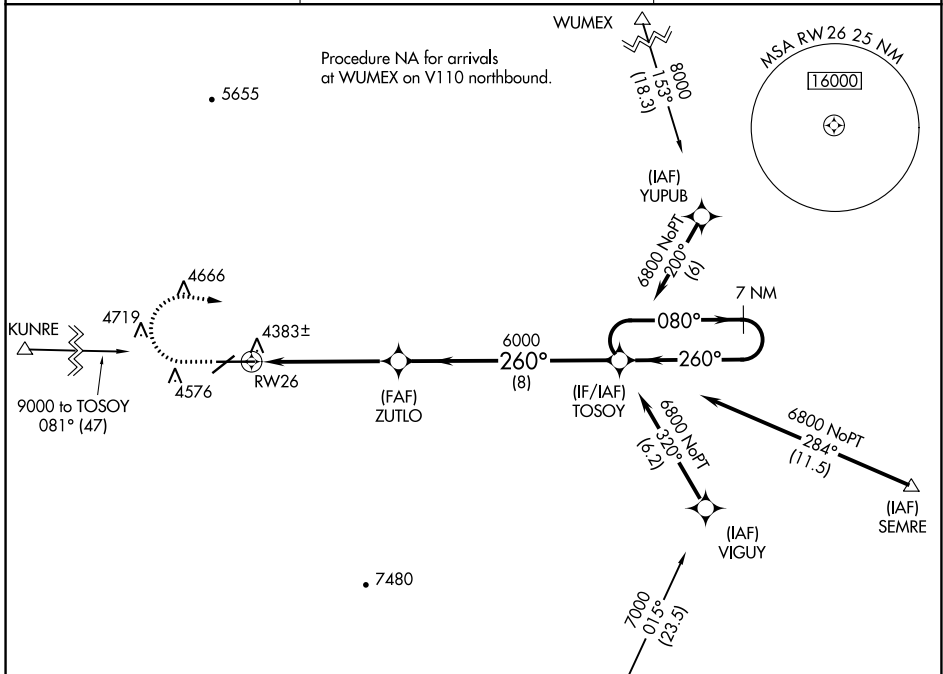 WUMEX
Procedure NA for arrivals
at WUMEX on V110 northbound.
8000
153°
(18.3)
MSA RW 26 25 NM
16000
5655
(IAF)
YUPUB
6800 NoPT
200°
(6)
7 NM
4666
4719
4383±
KUNRE
080°
6000
260°
(8)
260°
RW26
4576
(FAF)
ZUTLO
(IF/IAF)
TOSOY
9000 to TOSOY
081° (47)
6800 NoPT
320°
(6.2)
6800 NoPT
284°
(11.5)
(IAF)
SEMRE
(IAF)
VIGUY
7480
7000
015°
(23.5)